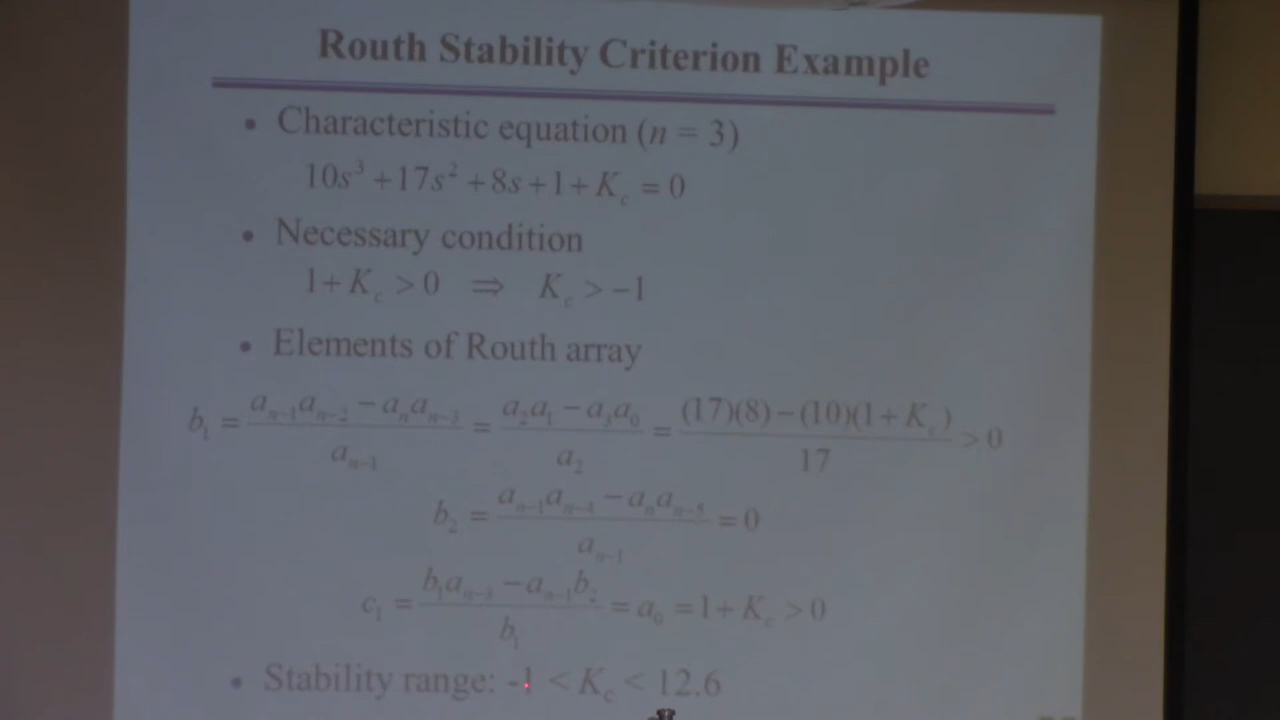 Routh Stability Criterion Example
• Characteristic equation (n = 3)
10s³ + 17s² + 8s + 1 + K_c = 0
• Necessary condition
1 + K_c > 0 ⇒ K_c > −1
• Elements of Routh array
b₁ = (a_{n−1}a_{n−2} − a_n a_{n−3}) / a_{n−1} = (a₂a₁ − a₃a₀) / a₂ = ((17)(8) − (10)(1 + K_c)) / 17 > 0
b₂ = (a_{n−1}a_{n−4} − a_n a_{n−5}) / a_{n−1} = 0
c₁ = (b₁a_{n−3} − a_{n−1}b₂) / b₁ = a₀ = 1 + K_c > 0
• Stability range: -1 < K_c < 12.6